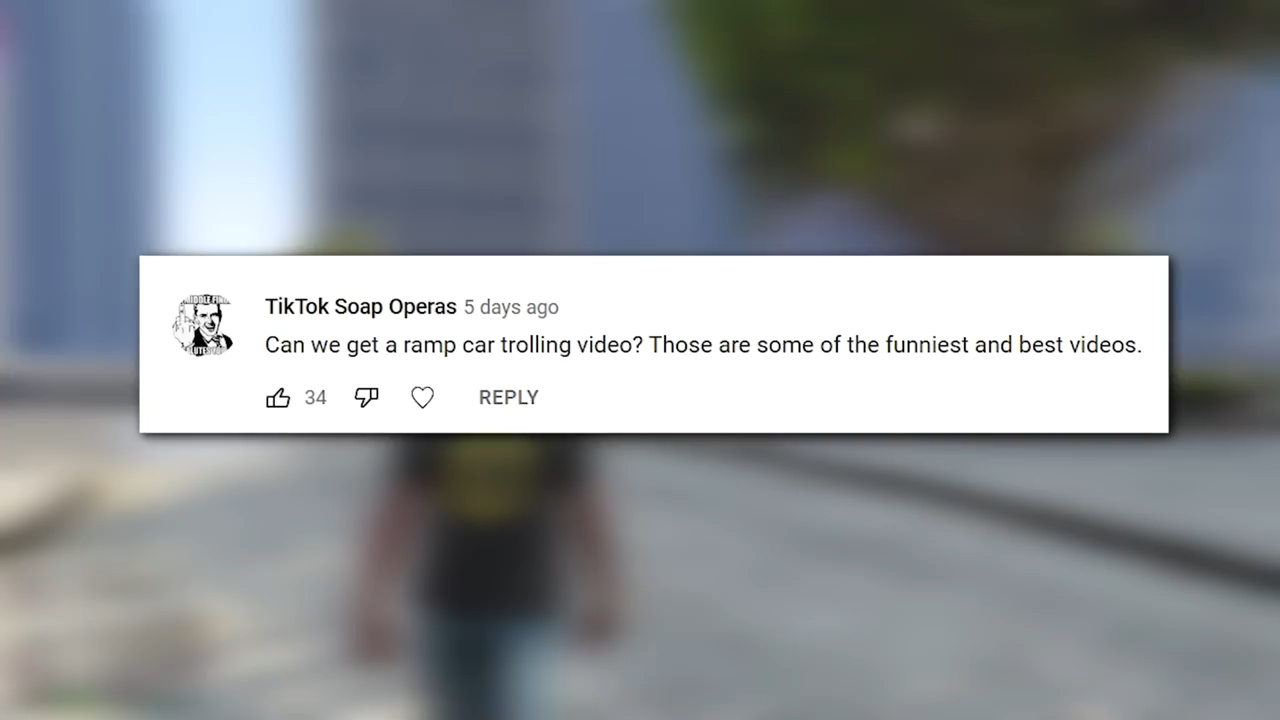 TikTok Soap Operas 5 days ago
Can we get a ramp car trolling video? Those are some of the funniest and best videos.
34 REPLY